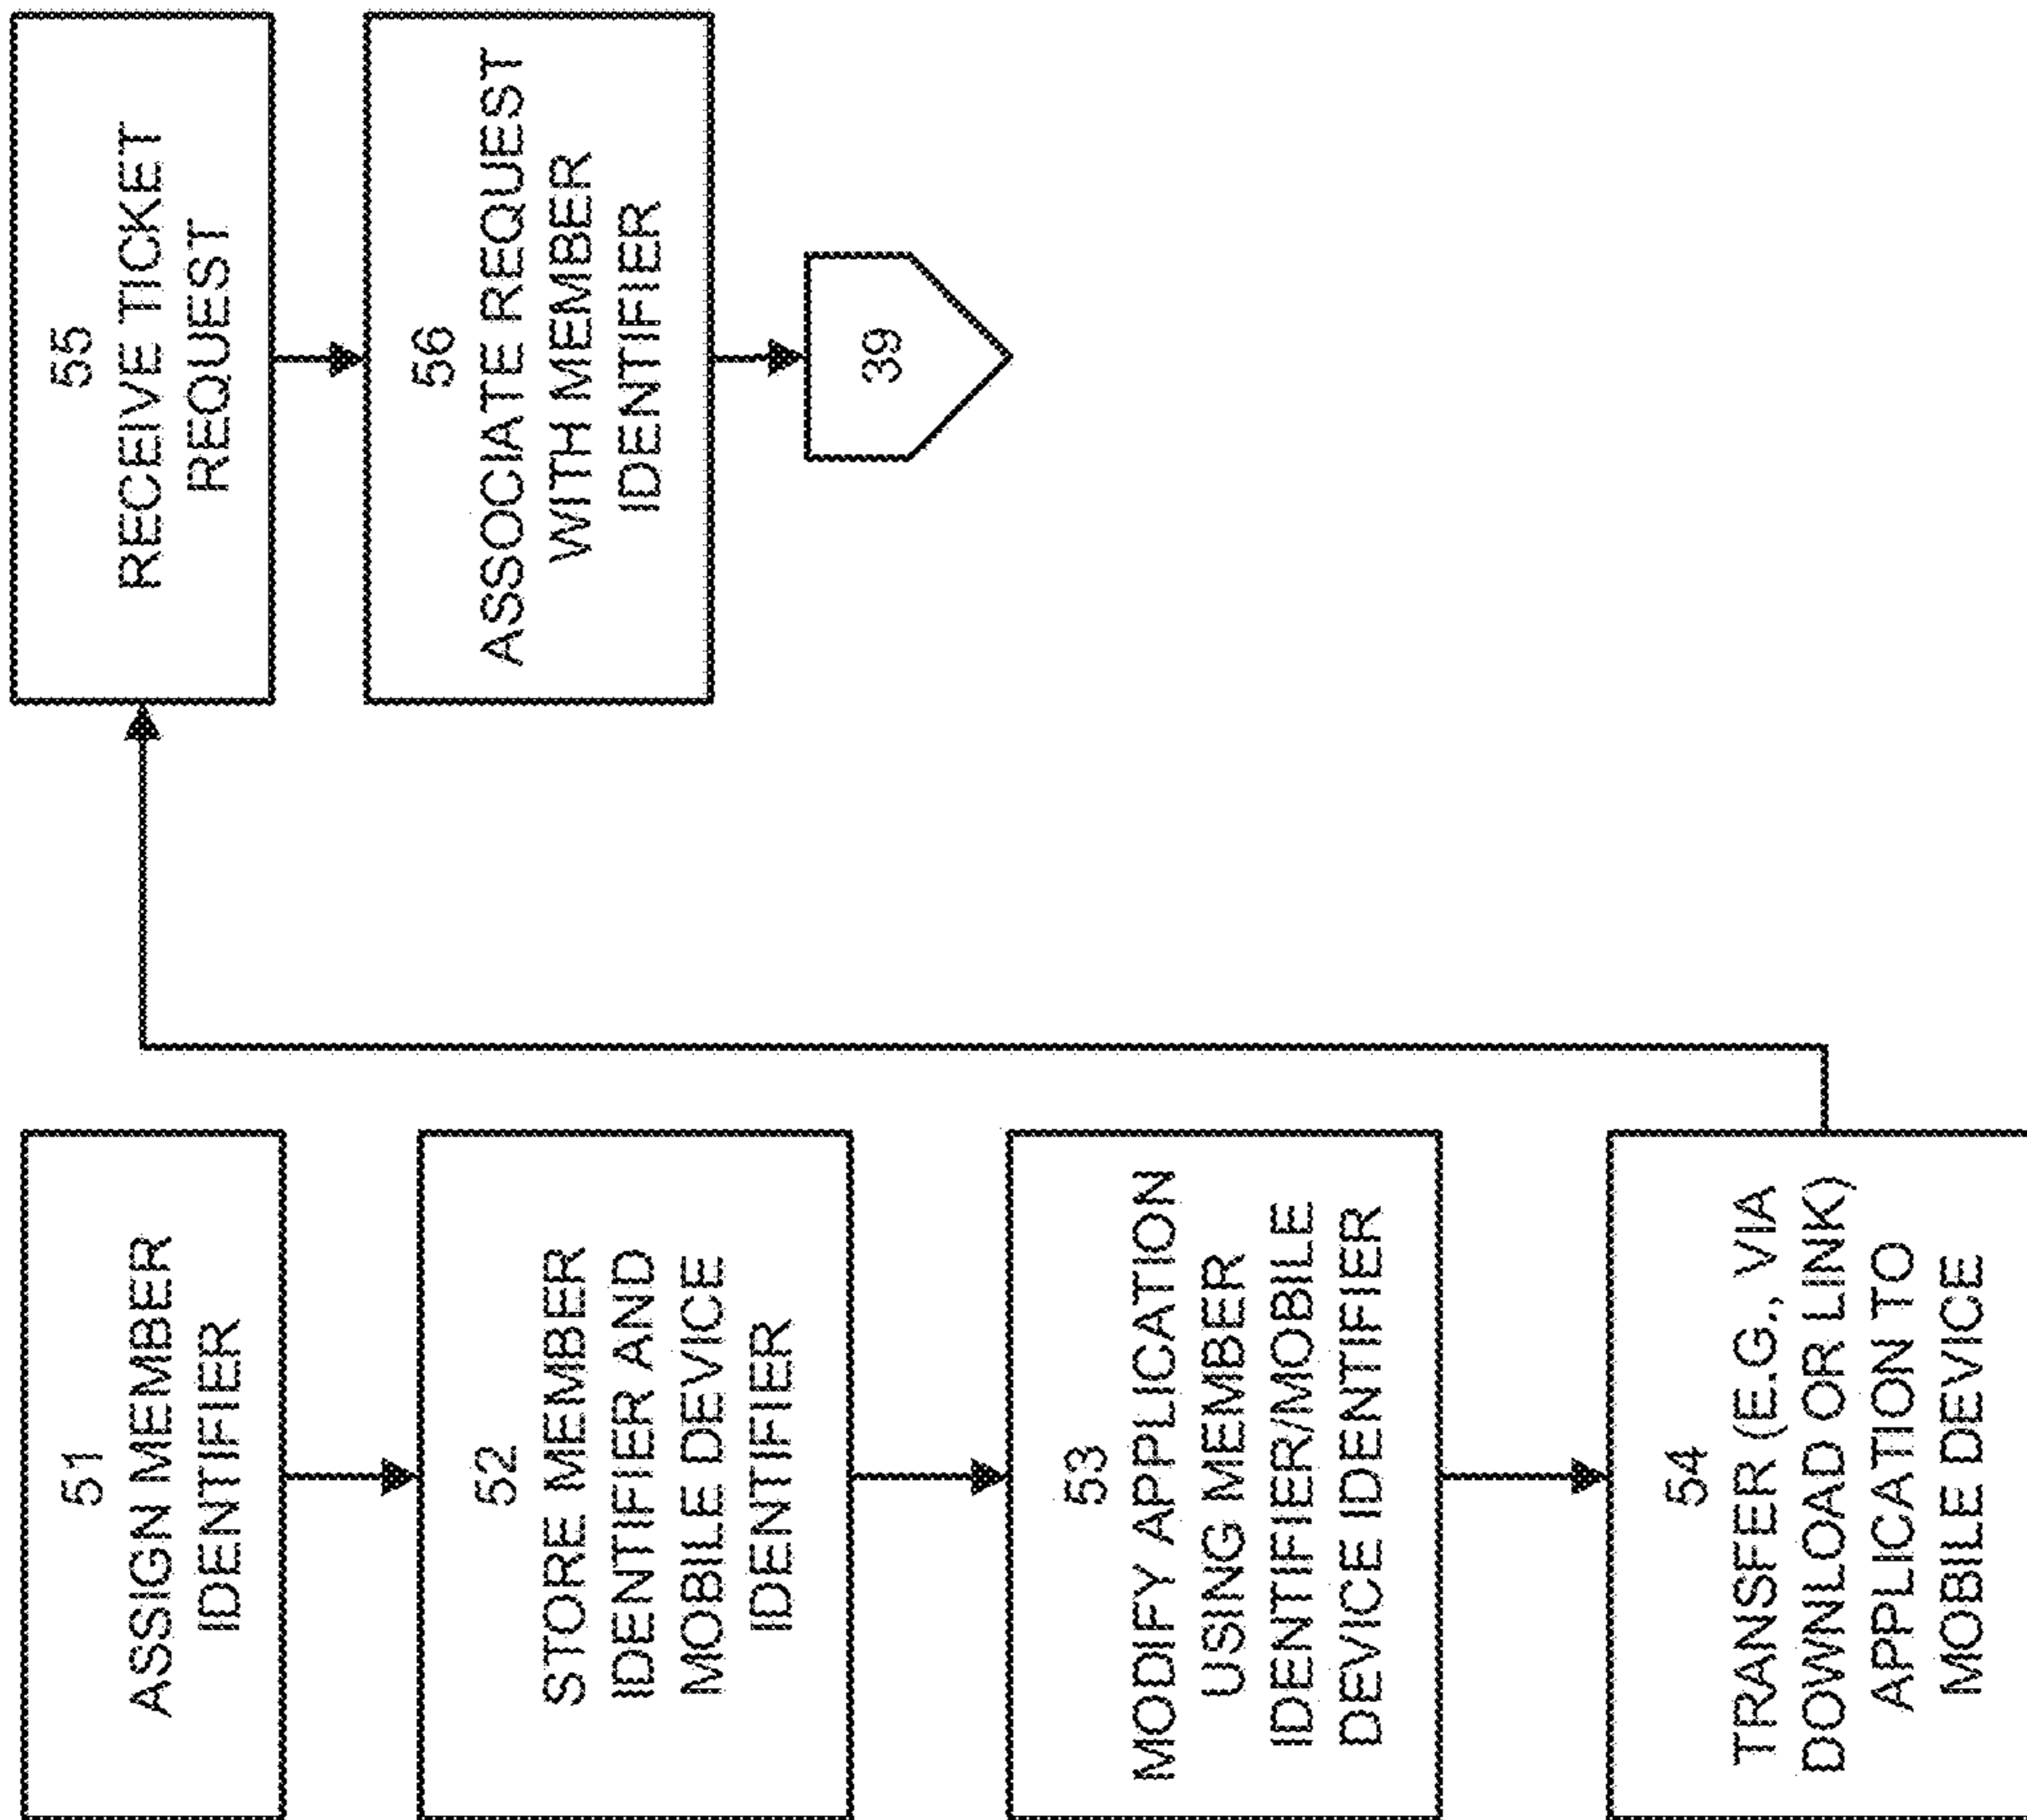 51
ASSIGN MEMBER
IDENTIFIER
52
STORE MEMBER
IDENTIFIER AND
MOBILE DEVICE
IDENTIFIER
53
MODIFY APPLICATION
USING MEMBER
IDENTIFIER/MOBILE
DEVICE IDENTIFIER
54
TRANSFER (E.G., VIA
DOWNLOAD OR LINK)
APPLICATION TO
MOBILE DEVICE
55
RECEIVE TICKET
REQUEST
56
ASSOCIATE REQUEST
WITH MEMBER
IDENTIFIER
39